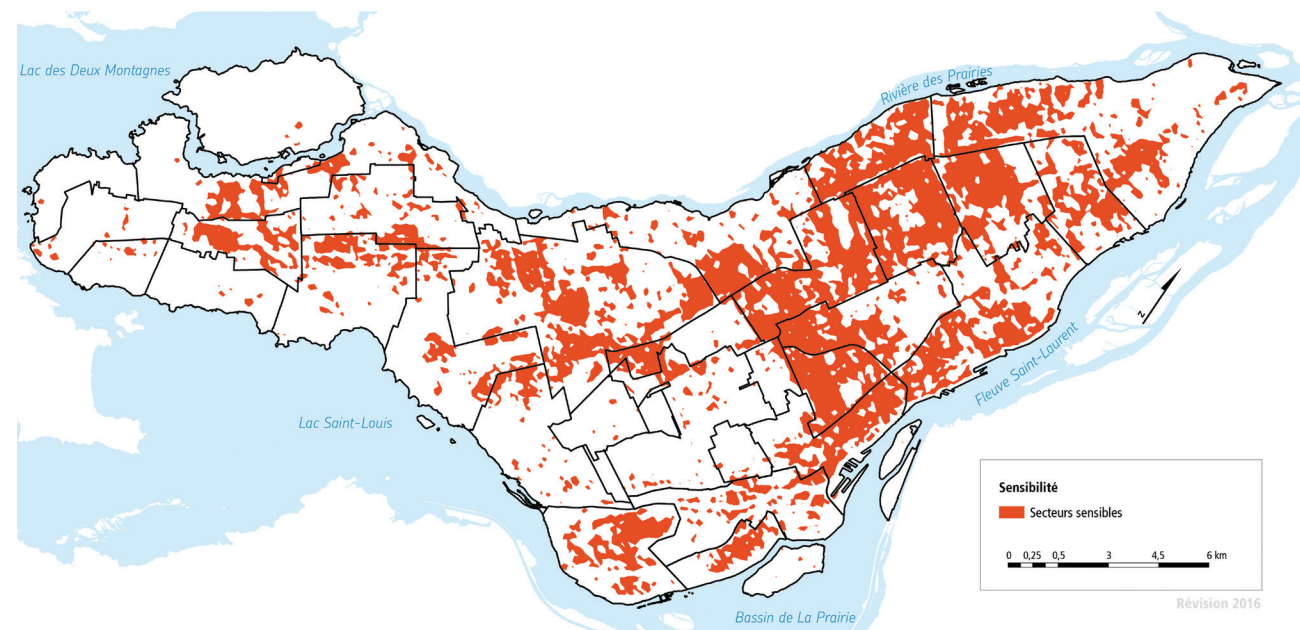 Lac des Deux Montagnes
Rivière des Prairies
Fleuve Saint-Laurent
N
Lac Saint-Louis
Bassin de La Prairie
Sensibilité
Secteurs sensibles
0 0,25 0,5 3 4,5 6 km
Révision 2016